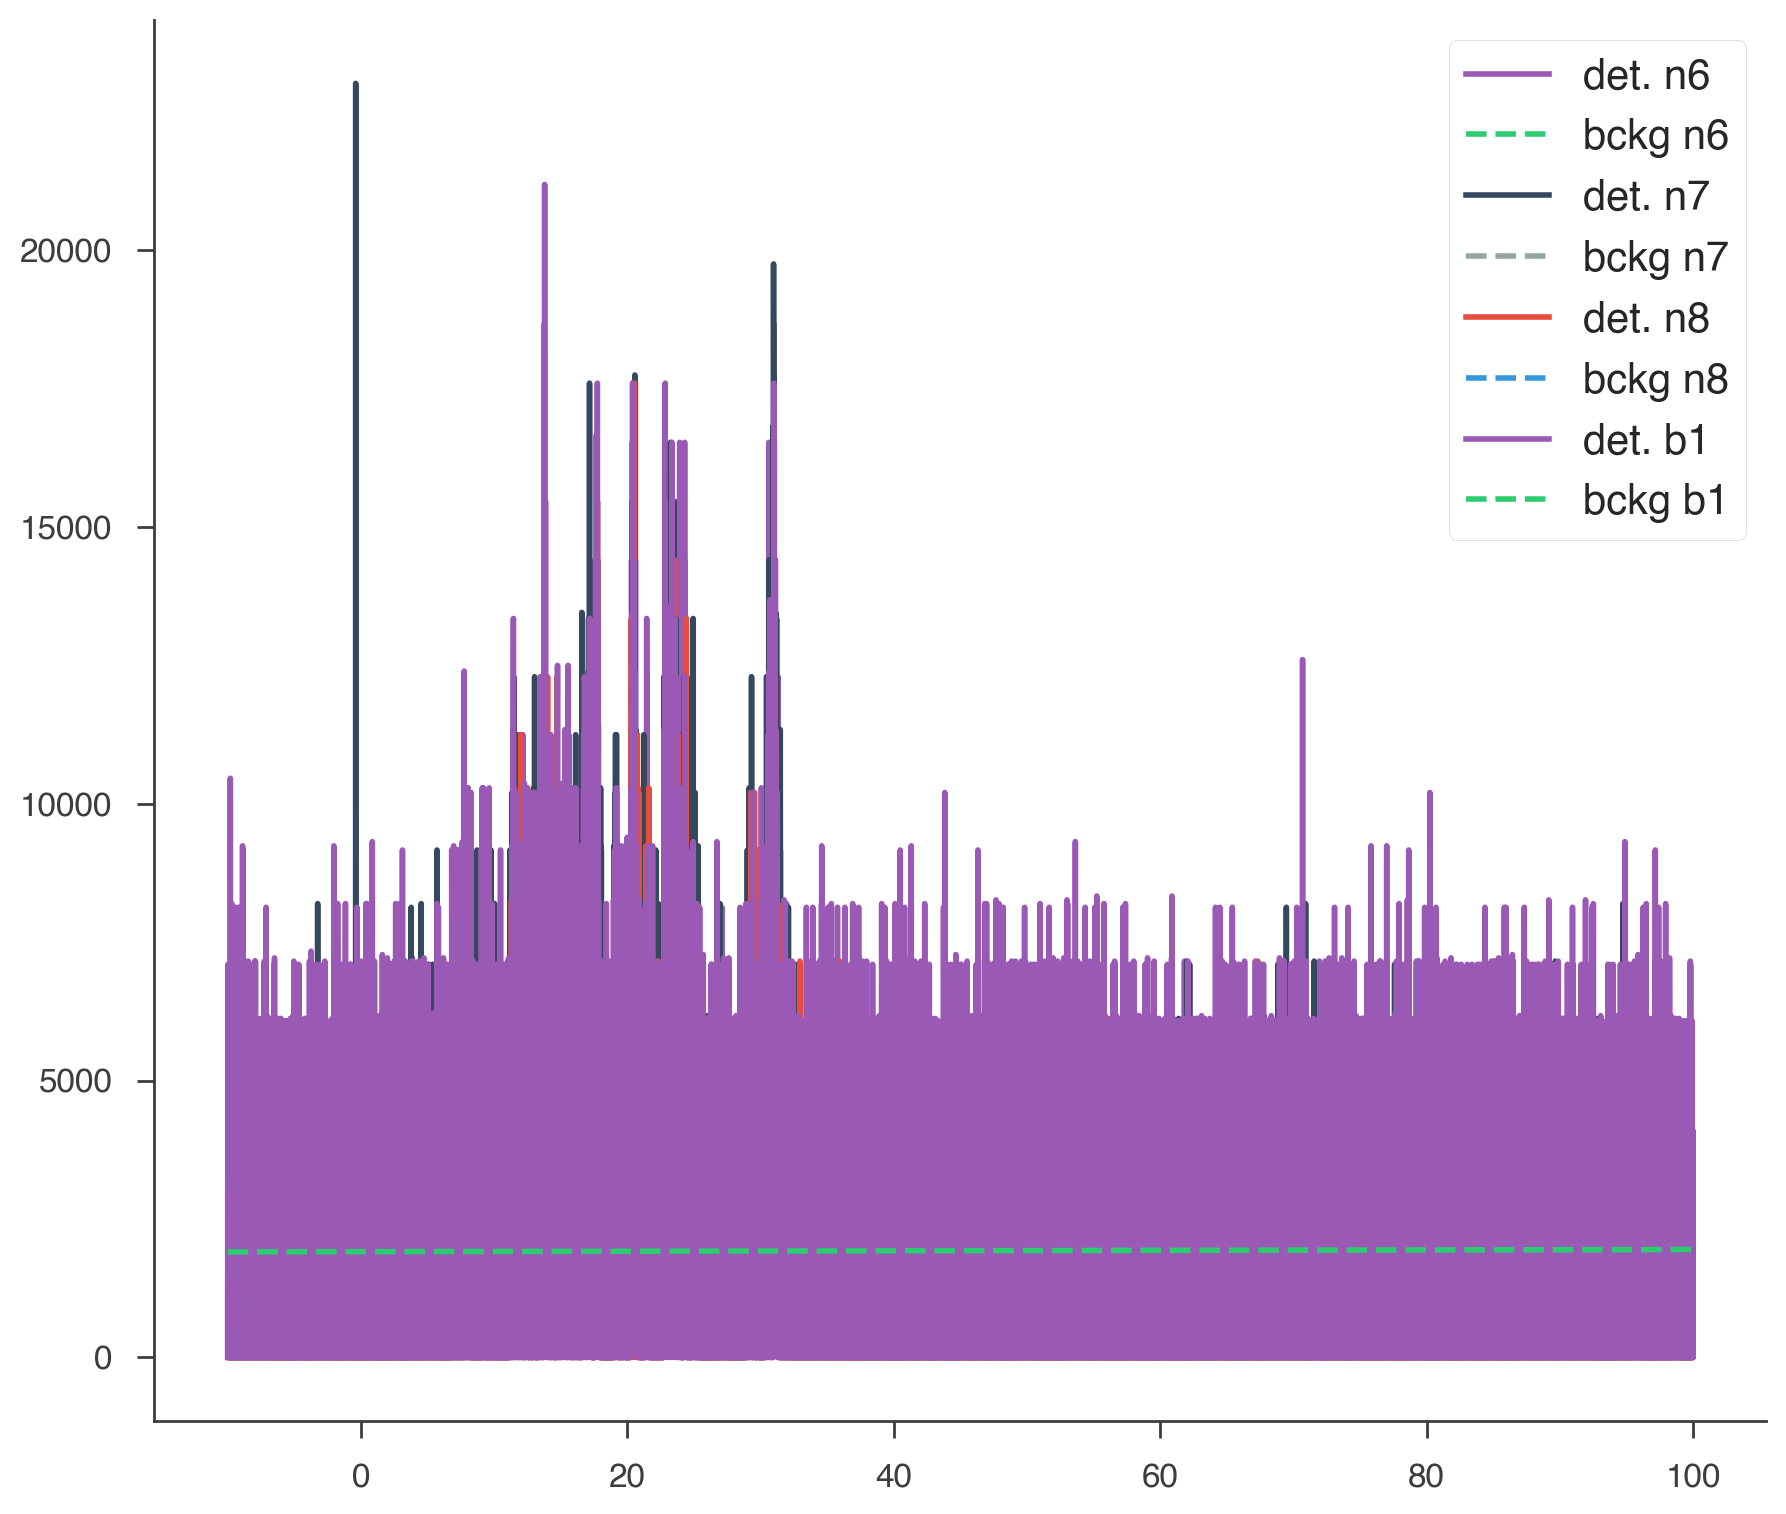 20000
15000
10000
5000
0
0
20
40
60
80
100
det. n6
bckg n6
det. n7
bckg n7
det. n8
bckg n8
det. b1
bckg b1